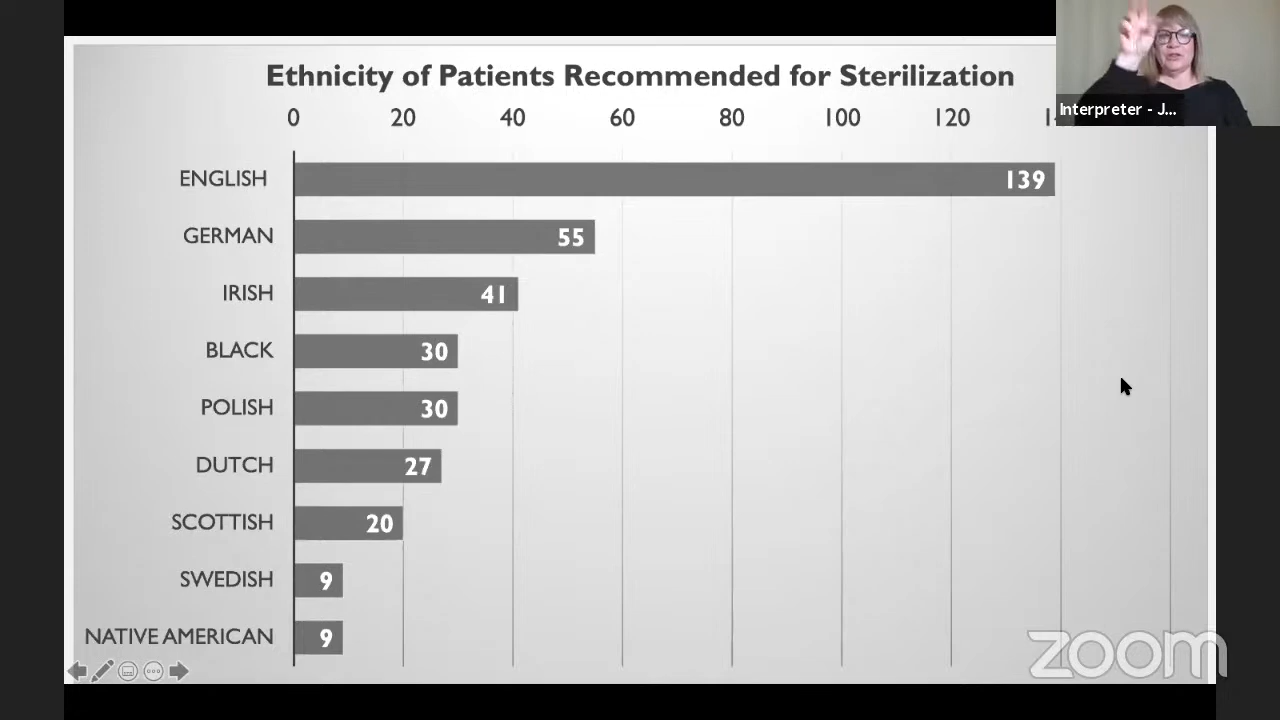 Ethnicity of Patients Recommended for Sterilization
0 20 40 60 80 100 120
Interpreter - J...
ENGLISH 139
GERMAN 55
IRISH 41
BLACK 30
POLISH 30
DUTCH 27
SCOTTISH 20
SWEDISH 9
NATIVE AMERICAN 9
zoom